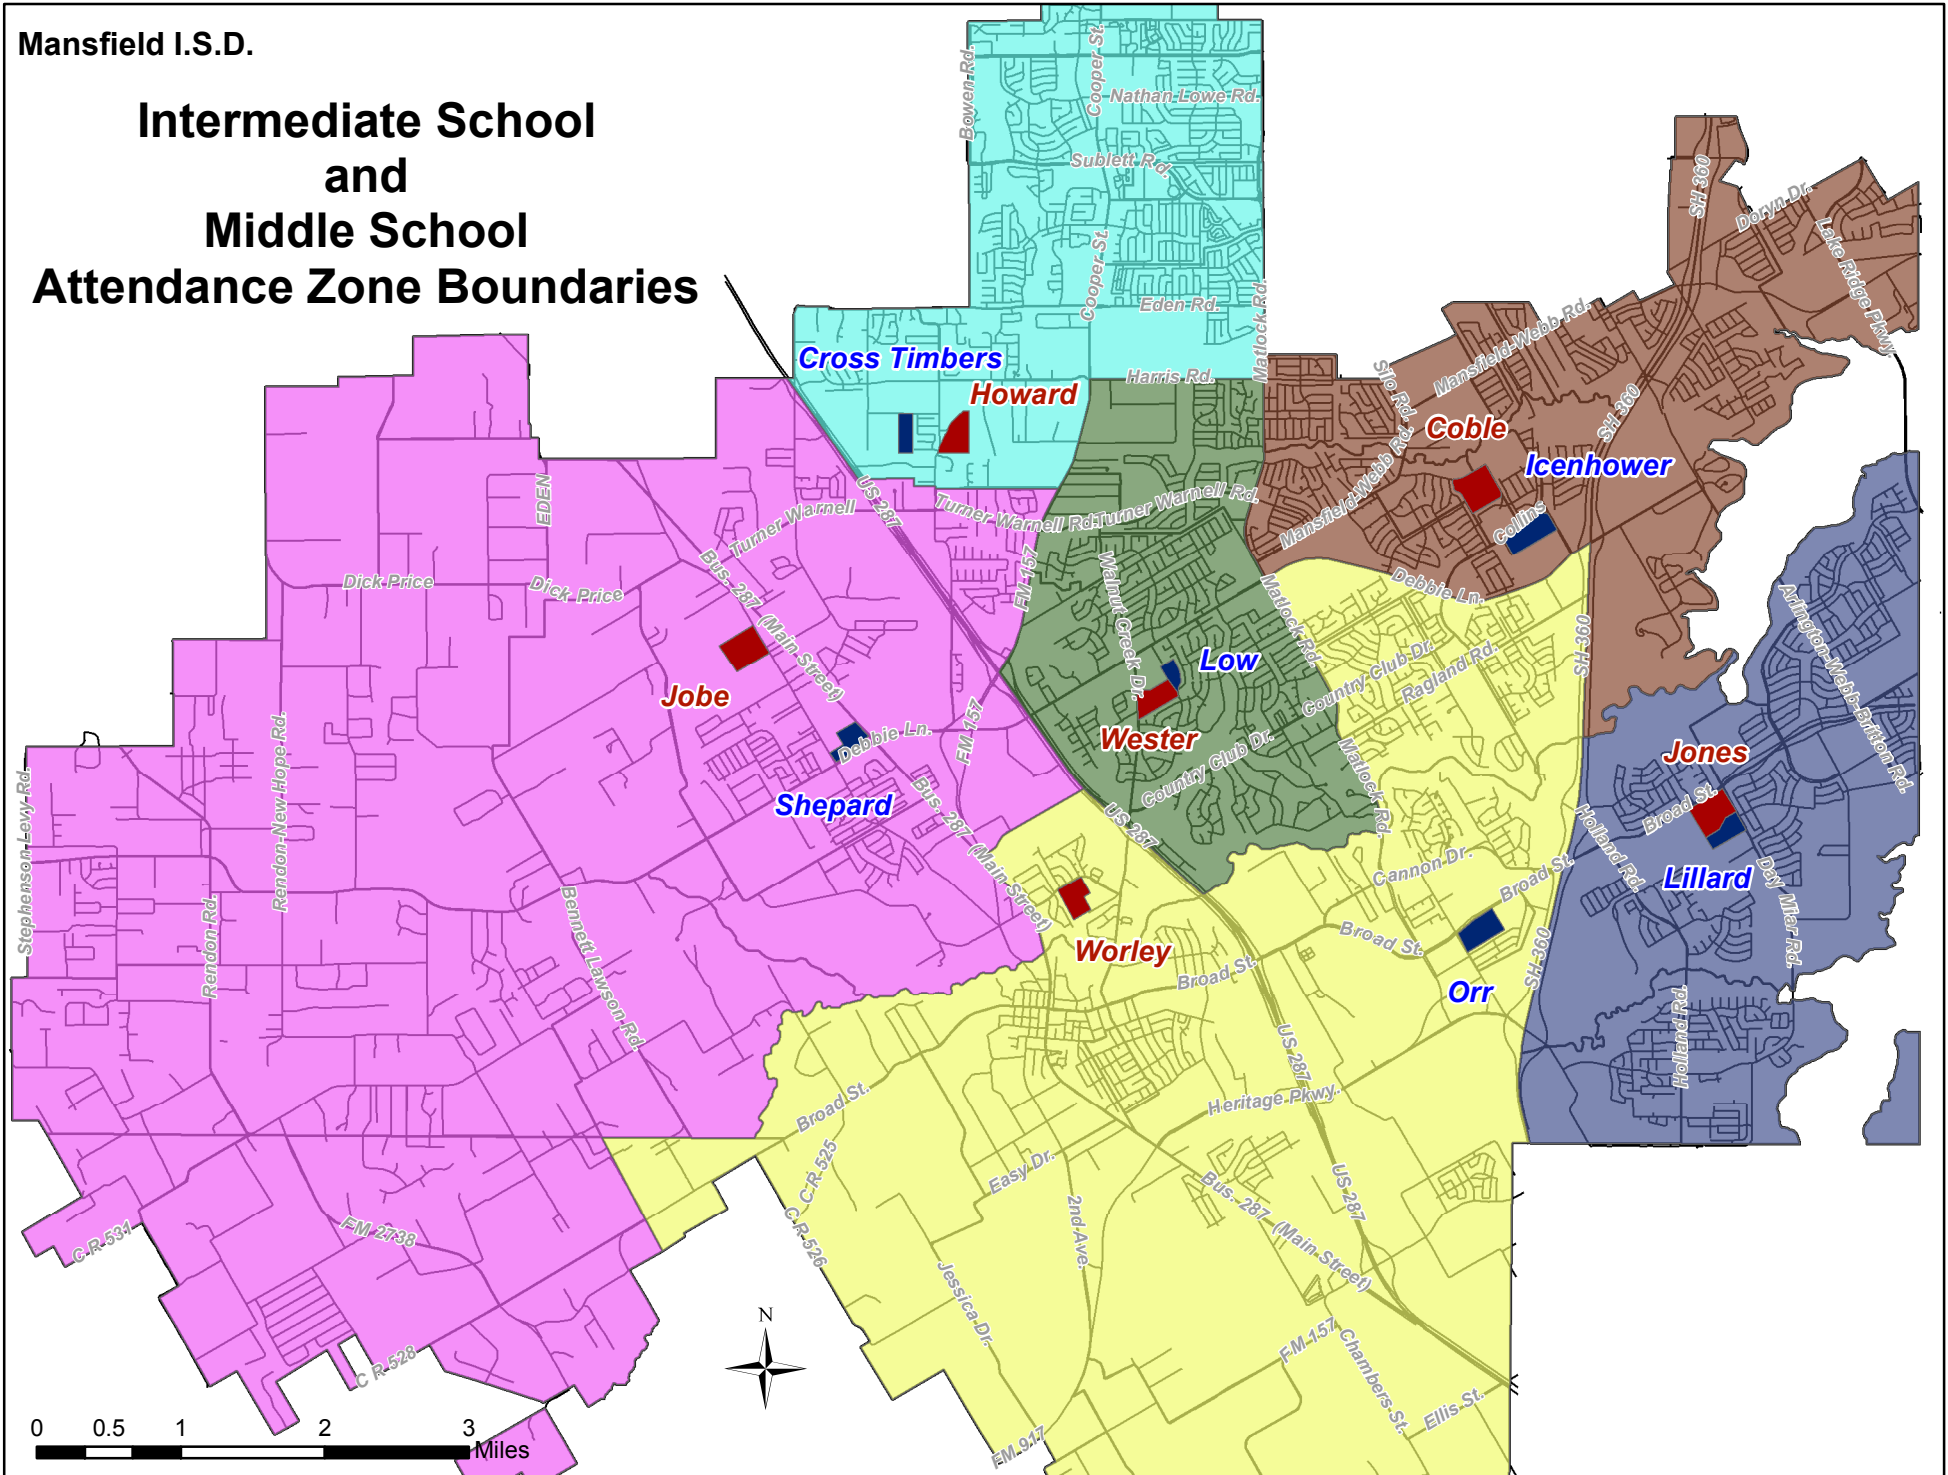 Mansfield I.S.D.
Intermediate School
and
Middle School
Attendance Zone Boundaries
Bowen Rd.
Cooper St.
Nathan Lowe Rd.
Sublett Rd.
Cooper St.
Eden Rd.
Matlock Rd.
Harris Rd.
Cross Timbers
Howard
SH 360
Doryn Dr.
Lake Ridge Pkwy.
Mansfield-Webb Rd.
Silo Rd.
SH 360
Coble
Icenhower
Mansfield-Webb Rd.
Collins
Debbie Ln.
EDEN
Turner Warnell
US 287
Turner Warnell Rd.
Turner Warnell Rd.
Dick Price
Dick Price
Bus. 287 (Main Street)
FM 157
Walnut Creek Dr.
Matlock Rd.
Low
Country Club Dr.
Ragland Rd.
SH 360
Arlington-Webb-Britton Rd.
Jobe
Wester
Debbie Ln.
FM 157
Country Club Dr.
Matlock Rd.
Jones
Shepard
Bus. 287 (Main Street)
US 287
Broad St.
Holland Rd.
Lillard
Day Miar Rd.
Stephenson-Levy Rd.
Rendon-New Hope Rd.
Rendon Rd.
Bennett Lawson Rd.
Cannon Dr.
Broad St.
Worley
Broad St.
Broad St.
Orr
SH 360
Holland Rd.
US 287
Heritage Pkwy.
Broad St.
C R 525
Easy Dr.
2nd Ave.
Bus. 287 (Main Street)
US 287
C R 531
FM 2738
C R 526
Jessica Dr.
C R 528
FM 157
Chambers St.
Ellis St.
FM 917
N
0 0.5 1 2 3
Miles